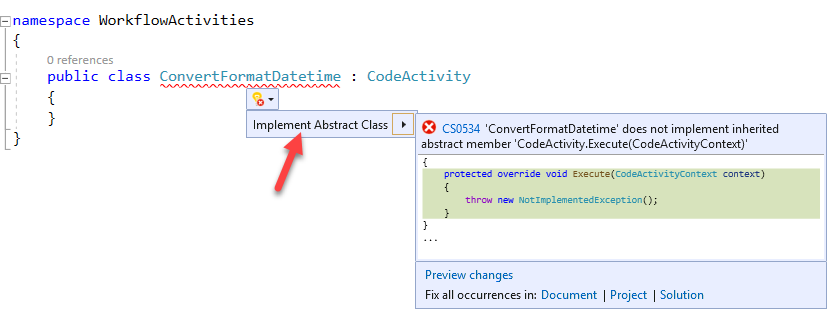 namespace WorkflowActivities
{
0 references
public class ConvertFormatDatetime : CodeActivity
{
}
}
Implement Abstract Class
CS0534 'ConvertFormatDatetime' does not implement inherited
abstract member 'CodeActivity.Execute(CodeActivityContext)'
{
protected override void Execute(CodeActivityContext context)
{
throw new NotImplementedException();
}
}
...
Preview changes
Fix all occurrences in: Document | Project | Solution